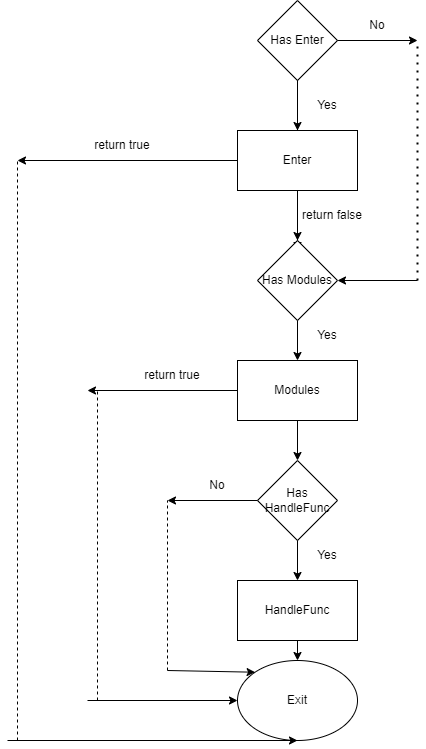 No
Has Enter
Yes
return true
Enter
return false
Has Modules
Yes
return true
Modules
No
Has
HandleFunc
Yes
HandleFunc
Exit